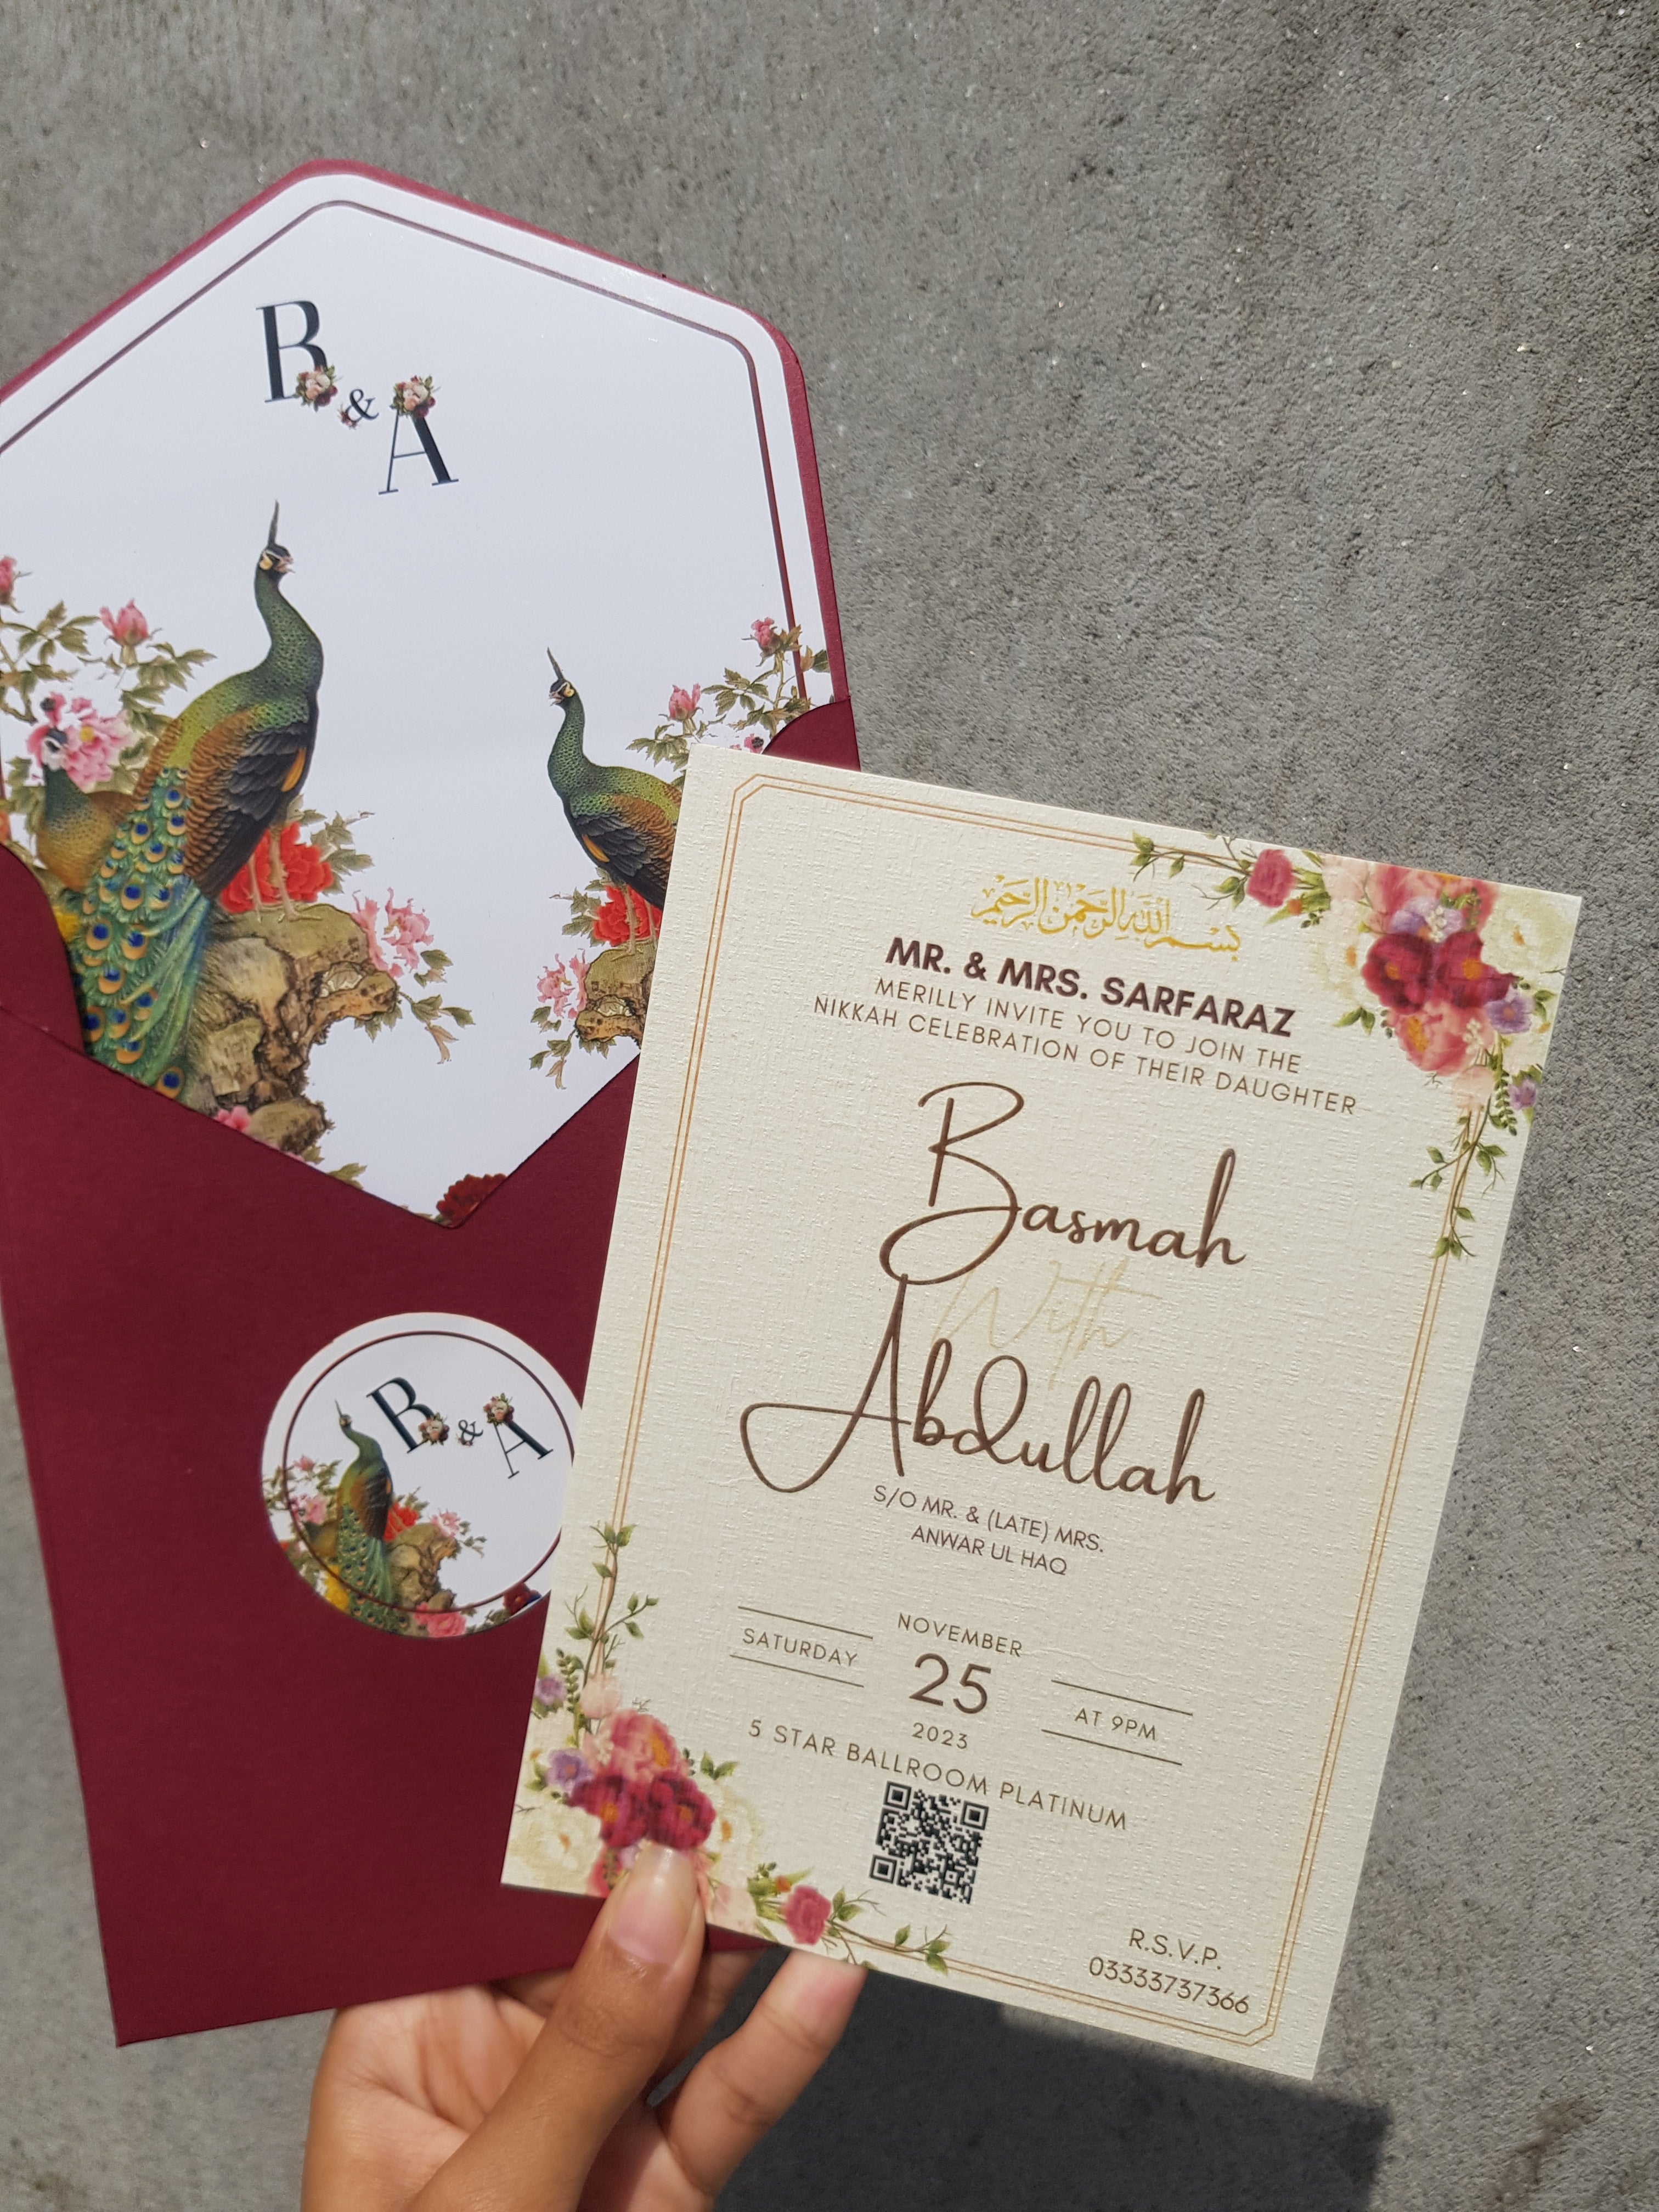 B
&
A
بسم الله الرحمن الرحيم
MR. & MRS. SARFARAZ
MERILLY INVITE YOU TO JOIN THE
NIKKAH CELEBRATION OF THEIR DAUGHTER
Basmah
With
Abdullah
S/O MR. & (LATE) MRS.
ANWAR UL HAQ
NOVEMBER
SATURDAY 25 AT 9PM
2023
5 STAR BALLROOM PLATINUM
R.S.V.P.
03333737366
B & A